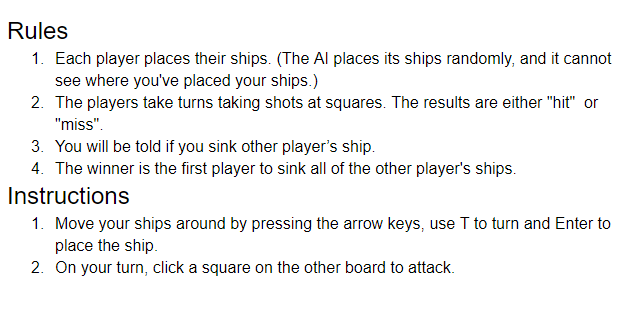 Rules
1. Each player places their ships. (The AI places its ships randomly, and it cannot
see where you've placed your ships.)
2. The players take turns taking shots at squares. The results are either "hit"  or
"miss".
3. You will be told if you sink other player’s ship.
4. The winner is the first player to sink all of the other player's ships.
Instructions
1. Move your ships around by pressing the arrow keys, use T to turn and Enter to
place the ship.
2. On your turn, click a square on the other board to attack.